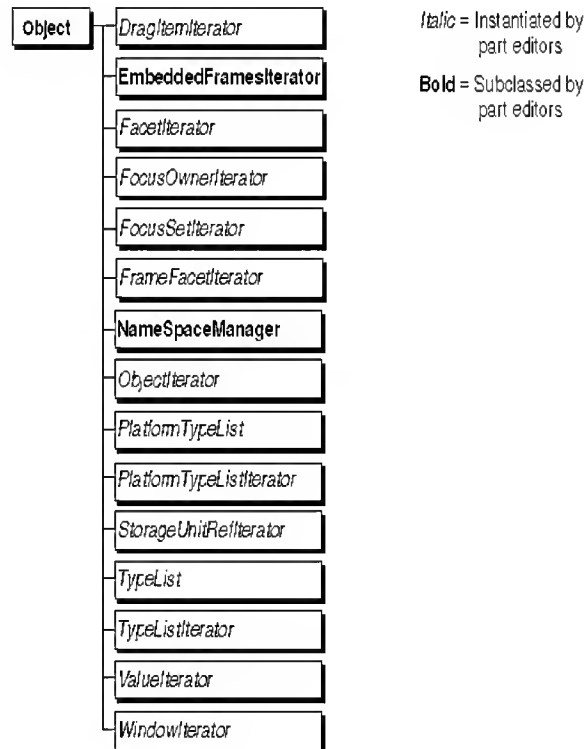 Object
DragItemIterator
EmbeddedFramesIterator
FacetIterator
FocusOwnerIterator
FocusSetIterator
FrameFacetIterator
NameSpaceManager
ObjectIterator
PlatformTypeList
PlatformTypeListIterator
StorageUnitRefIterator
TypeList
TypeListIterator
ValueIterator
WindowIterator
Italic = Instantiated by
part editors
Bold = Subclassed by
part editors